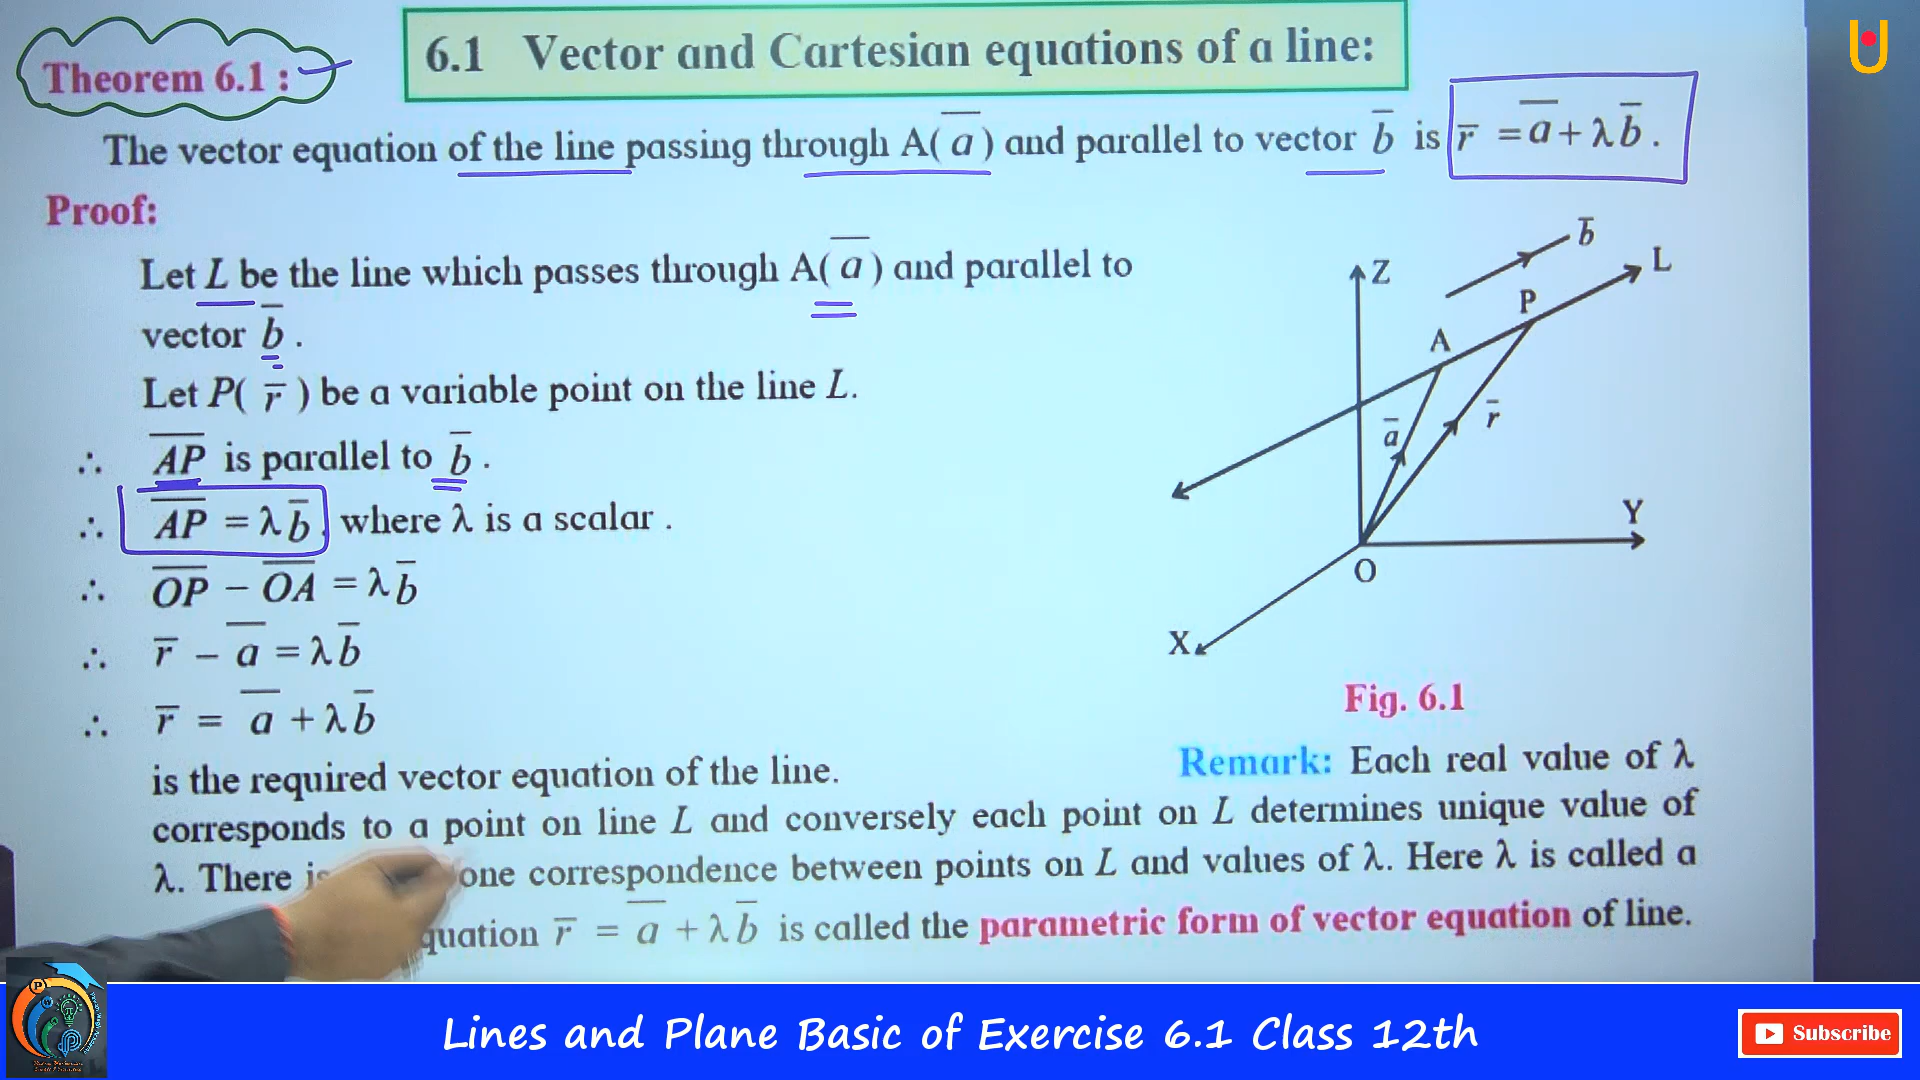 6.1 Vector and Cartesian equations of a line:
Theorem 6.1 :
The vector equation of the line passing through A( a̅ ) and parallel to vector b̅ is r̅ = a̅ + λb̅ .
Proof:
Let L be the line which passes through A( a̅ ) and parallel to
vector b̅ .
Let P( r̅ ) be a variable point on the line L.
∴ A̅P̅ is parallel to b̅ .
∴ A̅P̅ = λb̅ where λ is a scalar .
∴ O̅P̅ − O̅A̅ = λb̅
∴ r̅ − a̅ = λb̅
∴ r̅ = a̅ + λb̅
is the required vector equation of the line.
b̅
L
Z
P
A
a̅
r̅
Y
O
X
Fig. 6.1
Remark: Each real value of λ
corresponds to a point on line L and conversely each point on L determines unique value of
λ. There one correspondence between points on L and values of λ. Here λ is called a
r̅ = a̅ + λb̅ is called the parametric form of vector equation of line.
Lines and Plane Basic of Exercise 6.1 Class 12th
Subscribe